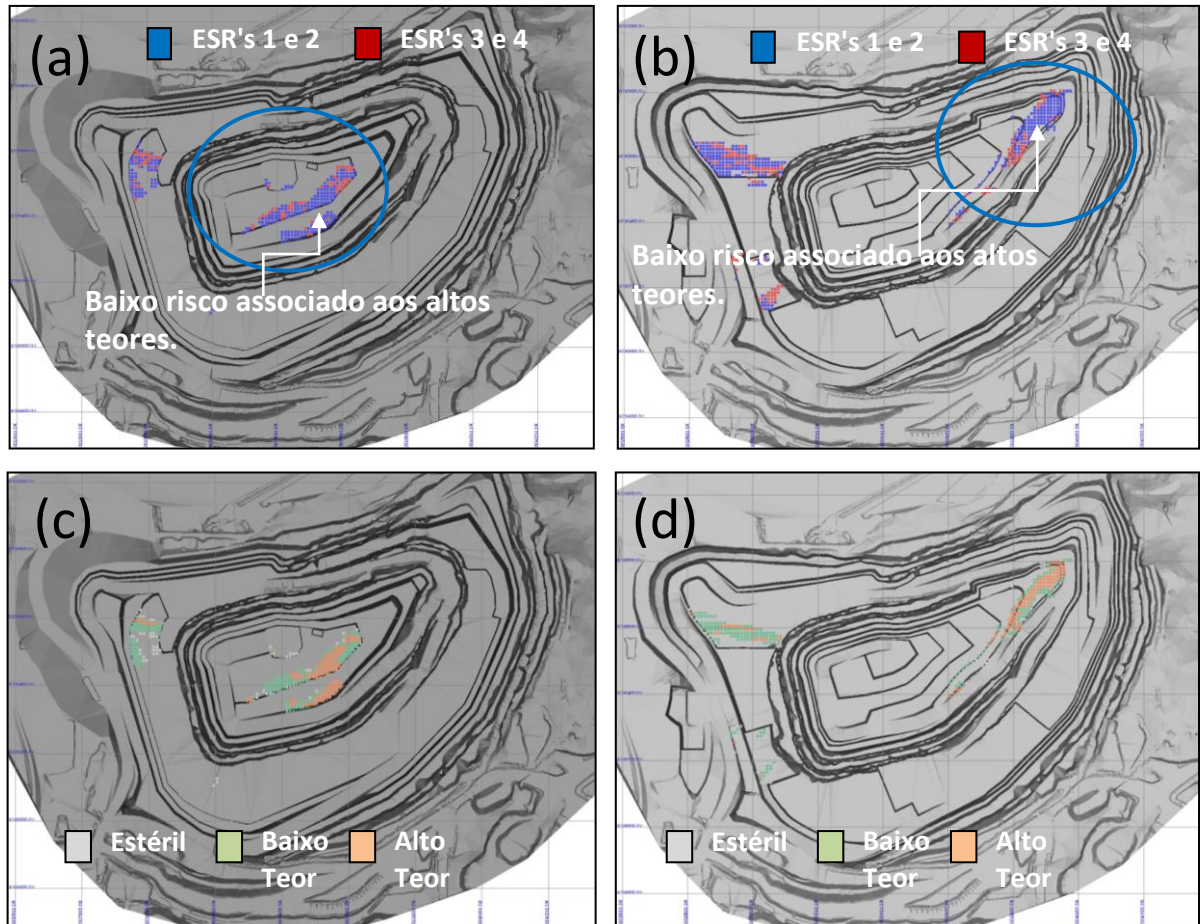 (a)
ESR's 1 e 2
ESR's 3 e 4
Baixo risco associado aos altos
teores.
(b)
ESR's 1 e 2
ESR's 3 e 4
Baixo risco associado aos altos
teores.
(c)
Estéril
Baixo
Teor
Alto
Teor
(d)
Estéril
Baixo
Teor
Alto
Teor